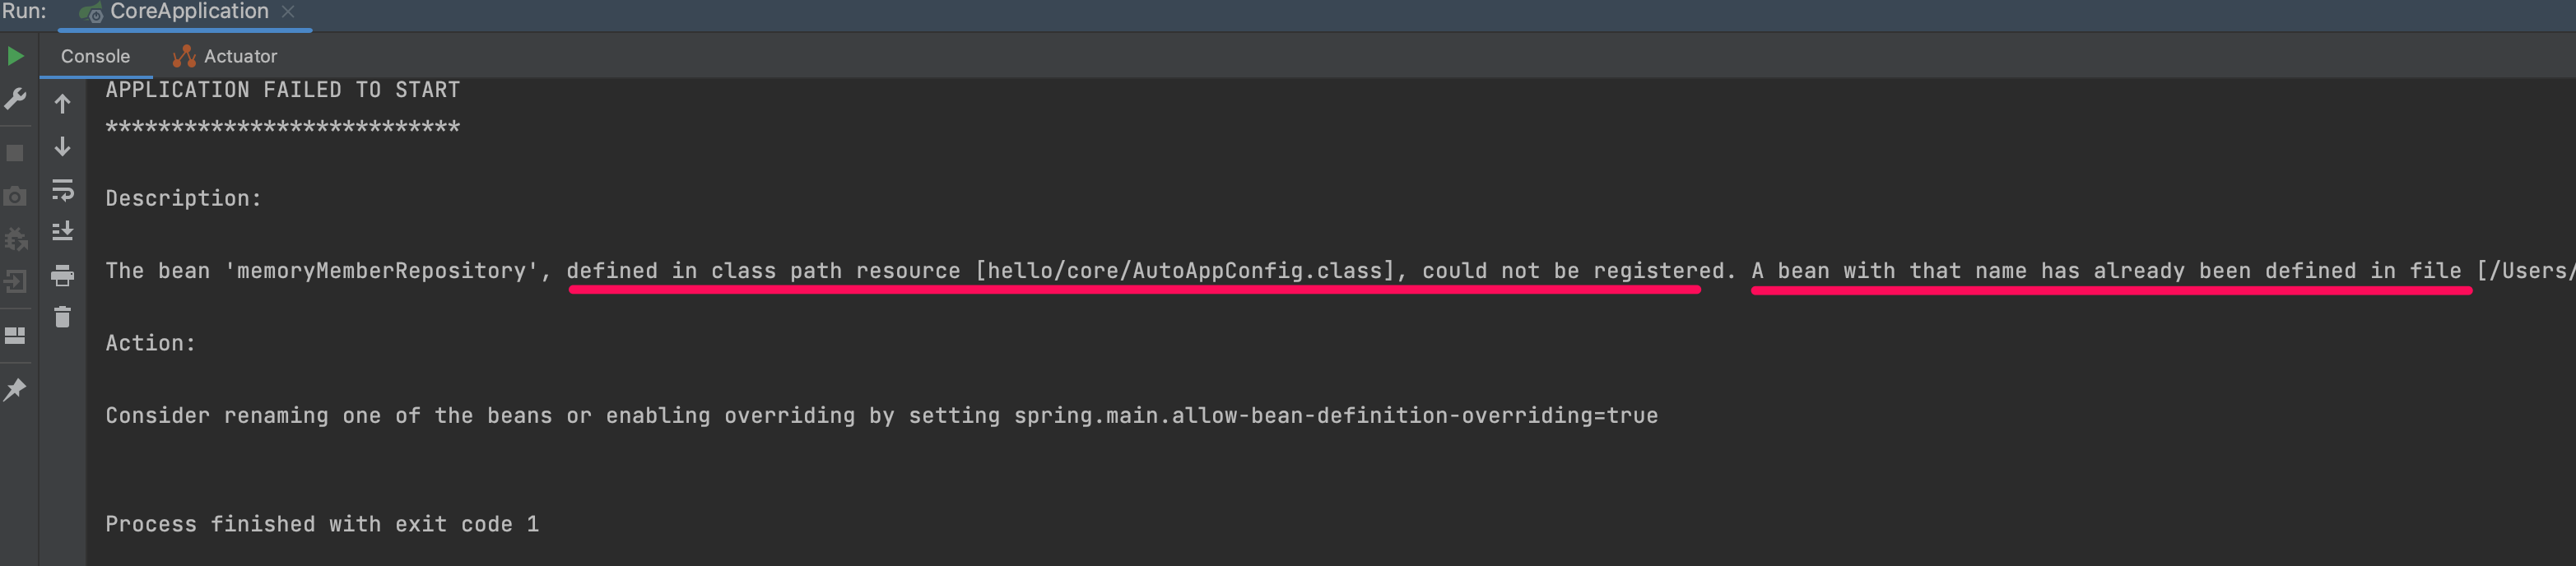 Run: CoreApplication
Console Actuator
APPLICATION FAILED TO START
***************************
Description:
The bean 'memoryMemberRepository', defined in class path resource [hello/core/AutoAppConfig.class], could not be registered. A bean with that name has already been defined in file [/Users/
Action:
Consider renaming one of the beans or enabling overriding by setting spring.main.allow-bean-definition-overriding=true
Process finished with exit code 1